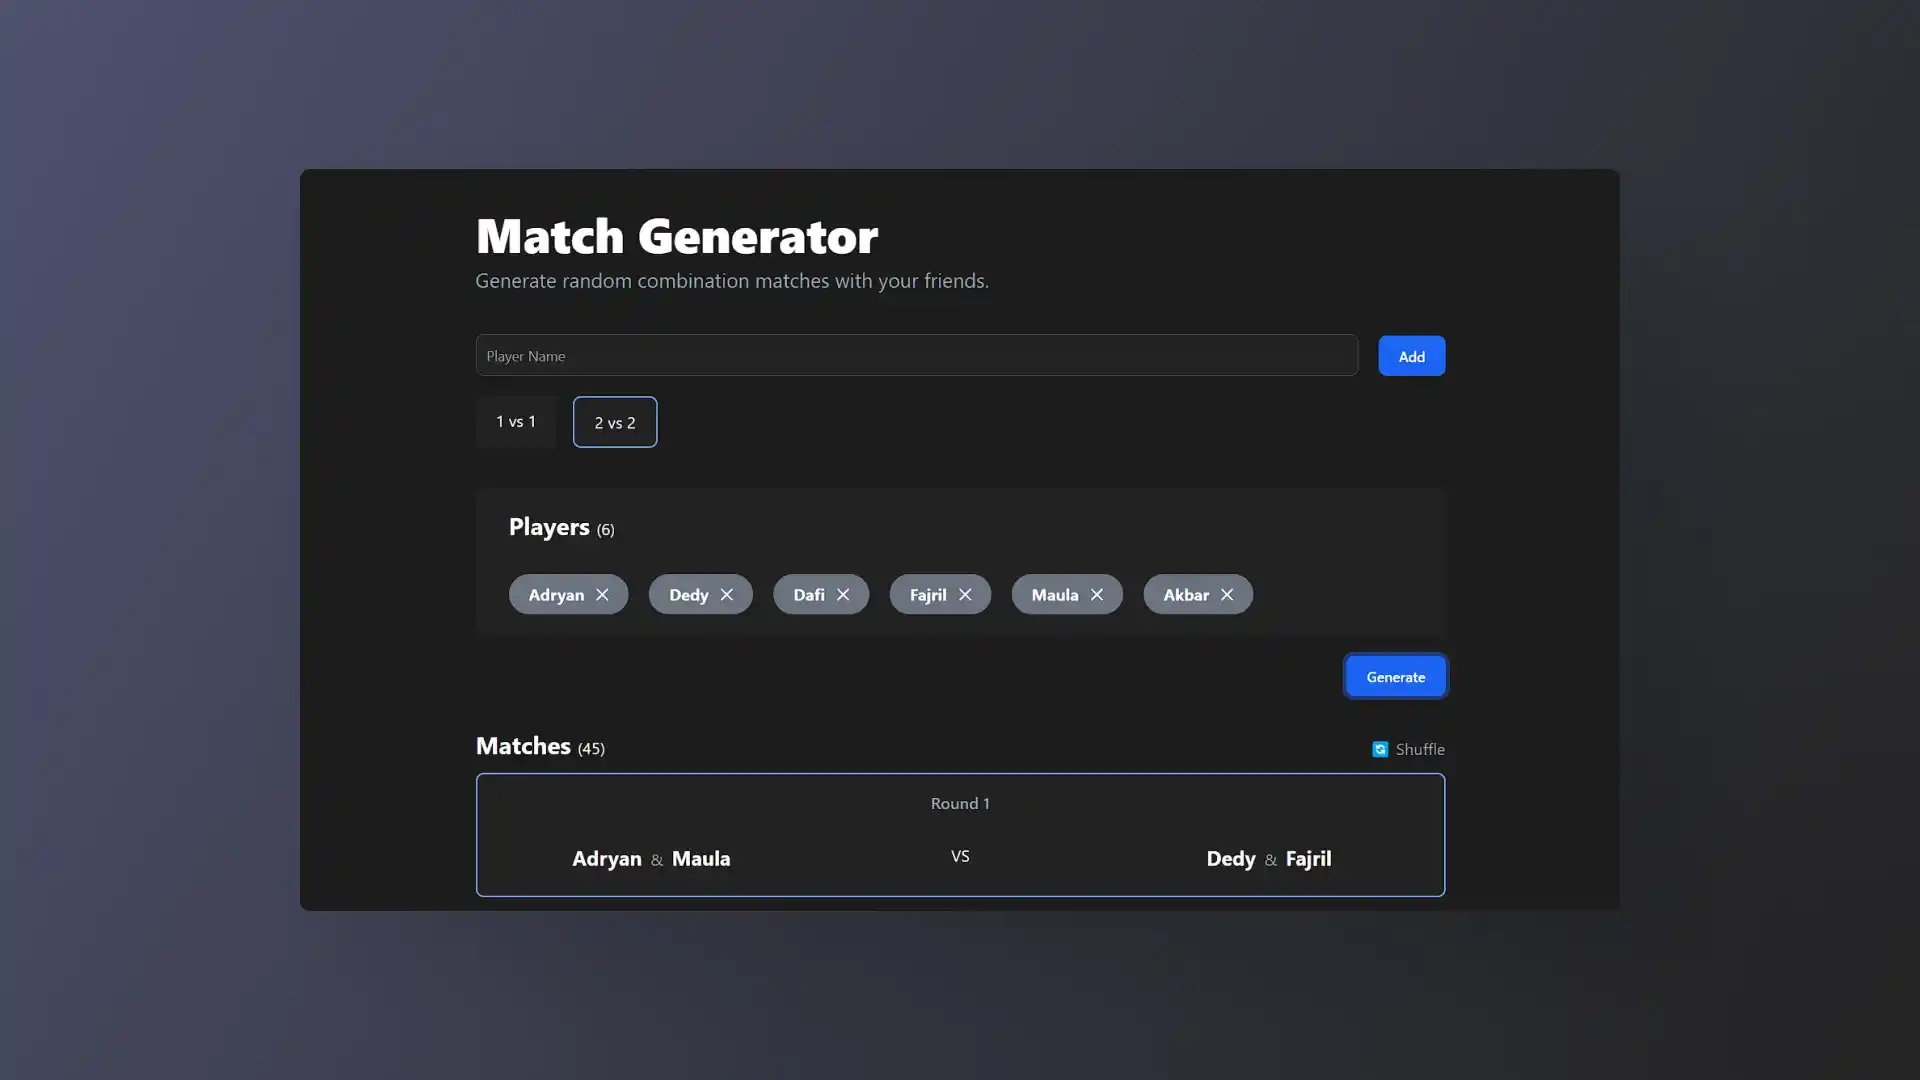 Match Generator
Generate random combination matches with your friends.
Player Name
Add
1 vs 1
2 vs 2
Players (6)
Adryan
Dedy
Dafi
Fajril
Maula
Akbar
Generate
Matches (45)
Shuffle
Round 1
Adryan & Maula
VS
Dedy & Fajril